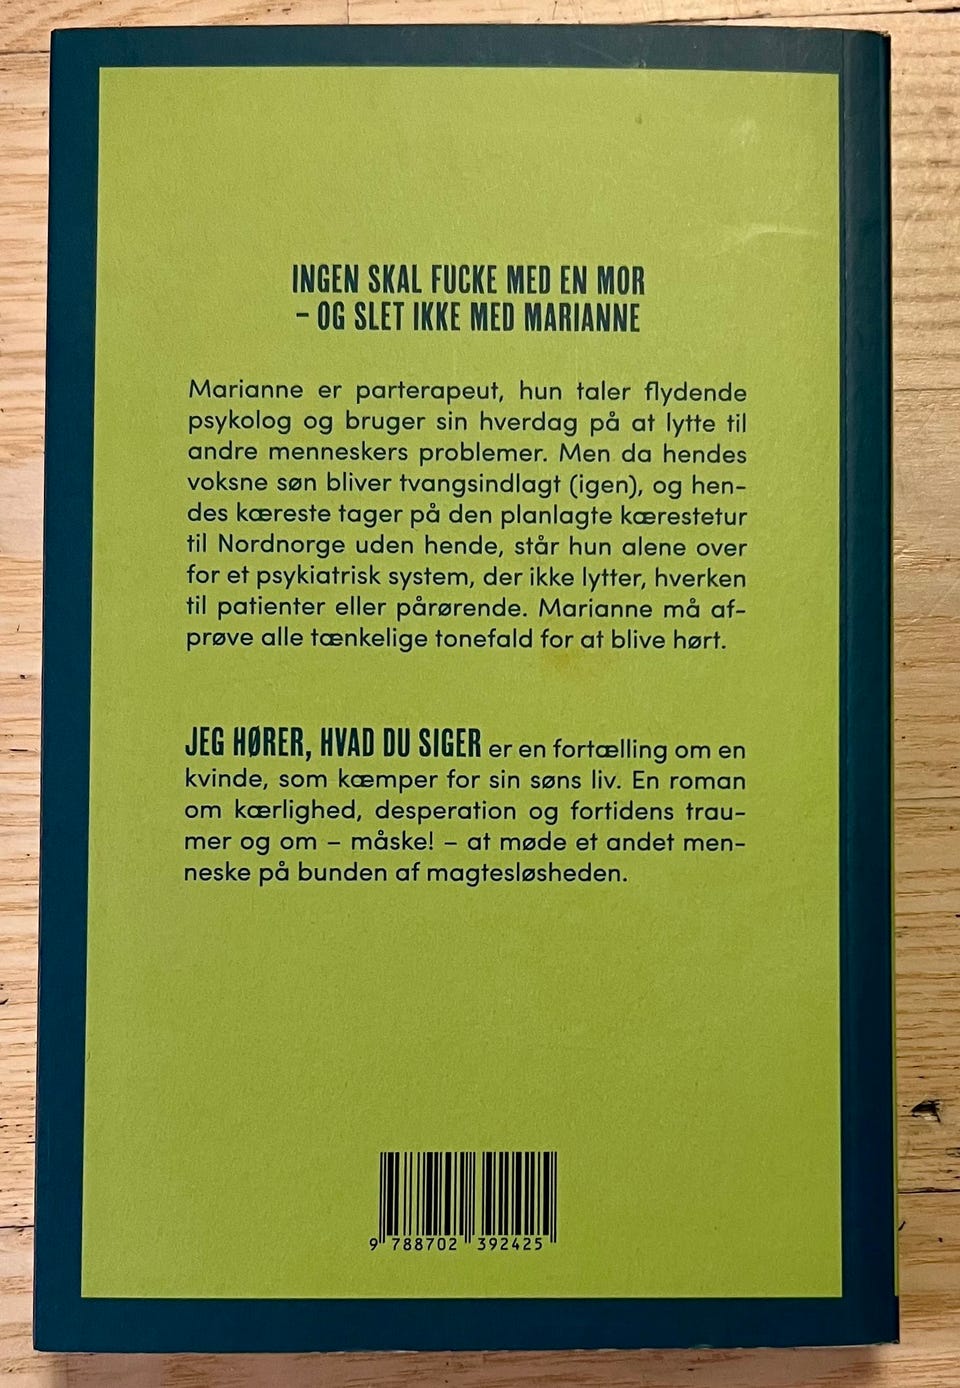 INGEN SKAL FUCKE MED EN MOR
– OG SLET IKKE MED MARIANNE
Marianne er parterapeut, hun taler flydende
psykolog og bruger sin hverdag på at lytte til
andre menneskers problemer. Men da hendes
voksne søn bliver tvangsindlagt (igen), og hen-
des kæreste tager på den planlagte kærestetur
til Nordnorge uden hende, står hun alene over
for et psykiatrisk system, der ikke lytter, hverken
til patienter eller pårørende. Marianne må af-
prøve alle tænkelige tonefald for at blive hørt.
JEG HØRER, HVAD DU SIGER er en fortælling om en
kvinde, som kæmper for sin søns liv. En roman
om kærlighed, desperation og fortidens trau-
mer og om – måske! – at møde et andet men-
neske på bunden af magtesløsheden.
9 788702 392425